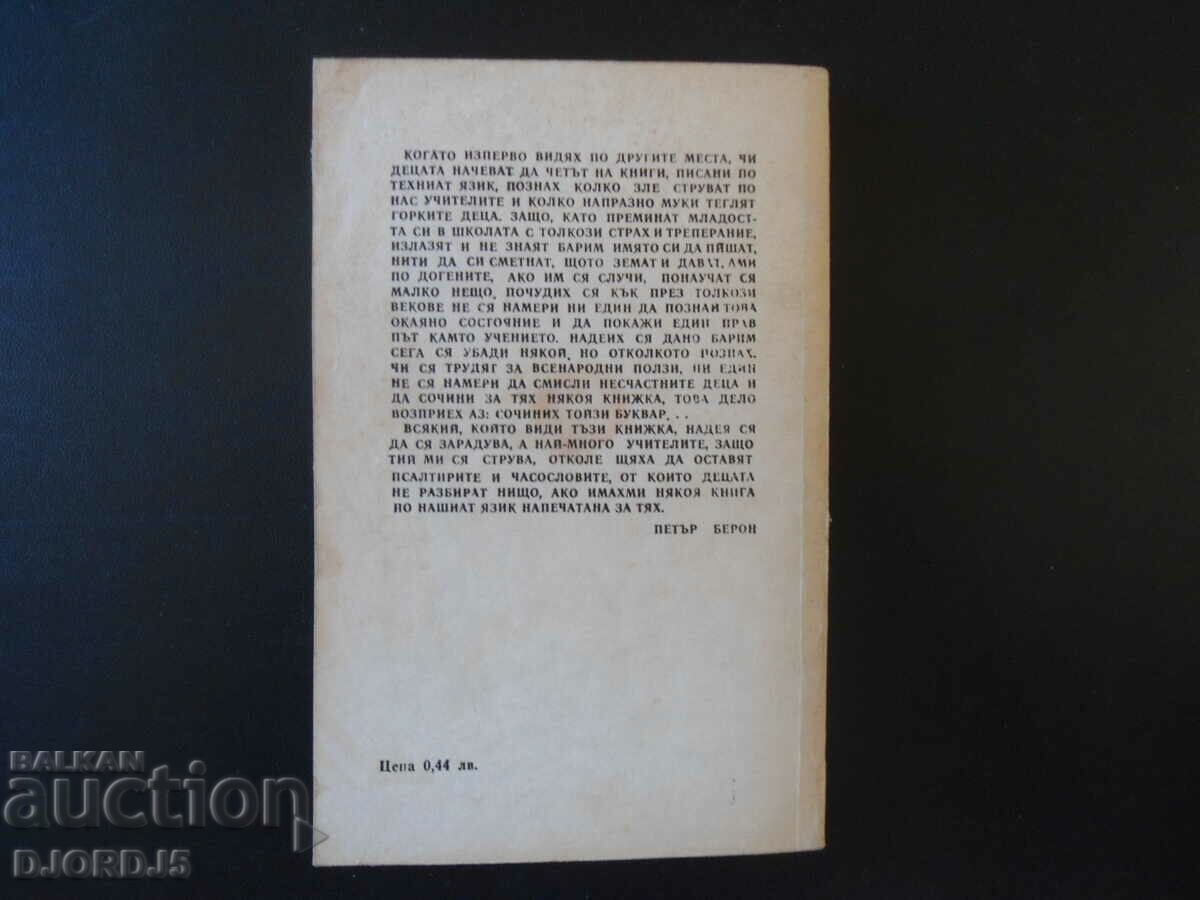 КОГАТО ИЗПЕРВО ВИДЯХ ПО ДРУГИТЕ МЕСТА, ЧИ
ДЕЦАТА НАЧЕВАТ ДА ЧЕТЪТ НА КНИГИ, ПИСАНИ ПО
ТЕХНИАТ ЯЗИК, ПОЗНАХ КОЛКО ЗЛЕ СТРУВАТ ПО
НАС УЧИТЕЛИТЕ И КОЛКО НАПРАЗНО МУКИ ТЕГЛЯТ
ГОРКИТЕ ДЕЦА. ЗАЩО, КАТО ПРЕМИНАТ МЛАДОСТ-
ТА СИ В ШКОЛАТА С ТОЛКОЗИ СТРАХ И ТРЕПЕРАНИЕ,
ИЗЛАЗЯТ И НЕ ЗНАЯТ БАРИМ ИМЯТО СИ ДА ПЙШАТ,
НИТИ ДА СИ СМЕТНАТ, ЩОТО ЗЕМАТ И ДАВАТ, АМИ
ПО ДОГЕНИТЕ, АКО ИМ СЯ СЛУЧИ, ПОНАУЧАТ СЯ
МАЛКО НЕЩО. ПОЧУДИХ СЯ КЪК ПРЕЗ ТОЛКОЗИ
ВЕКОВЕ НЕ СЯ НАМЕРИ НИ ЕДИН ДА ПОЗНАЙ ТОВА
ОКАЯНО СОСТОЯНИЕ И ДА ПОКАЖИ ЕДИН ПРАВ
ПЪТ КАМТО УЧЕНИЕТО. НАДЕИХ СЯ ДАНО БАРИМ
СЕГА СЯ УБАДИ НЯКОЙ, НО ОТКОЛКОТО ПОЗНАХ,
ЧИ СЯ ТРУДЯТ ЗА ВСЕНАРОДНИ ПОЛЗИ, НИ ЕДИН
НЕ СЯ НАМЕРИ ДА СМИСЛИ НЕСЧАСТНИТЕ ДЕЦА И
ДА СОЧИНИ ЗА ТЯХ НЯКОЯ КНИЖКА, ТОВА ДЕЛО
ВОЗПРИЕХ АЗ: СОЧИНИХ ТОЙЗИ БУКВАР. . .
ВСЯКИЙ, КОЙТО ВИДИ ТЪЗИ КНИЖКА, НАДЕЯ СЯ
ДА СЯ ЗАРАДУВА, А НАЙ-МНОГО УЧИТЕЛИТЕ, ЗАЩО
ТИЙ МИ СЯ СТРУВА, ОТКОЛЕ ЩЯХА ДА ОСТАВЯТ
ПСАЛТИРИТЕ И ЧАСОСЛОВИТЕ, ОТ КОИТО ДЕЦАТА
НЕ РАЗБИРАТ НИЩО, АКО ИМАХМИ НЯКОЯ КНИГА
ПО НАШИАТ ЯЗИК НАПЕЧАТАНА ЗА ТЯХ.
ПЕТЪР БЕРОН
Цена 0,44 лв.
BALKAN
auction
DJORDJ5